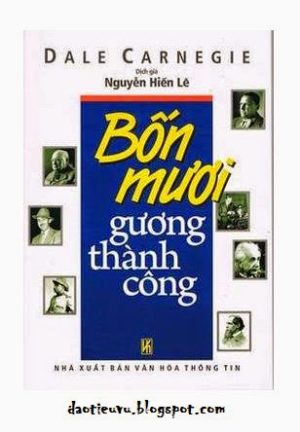 DALE CARNEGIE
Dịch giả
Nguyễn Hiến Lê
Bốn
mươi
gương
thành
công
NHÀ XUẤT BẢN VĂN HÓA THÔNG TIN
daotieuvu.blogspot.com